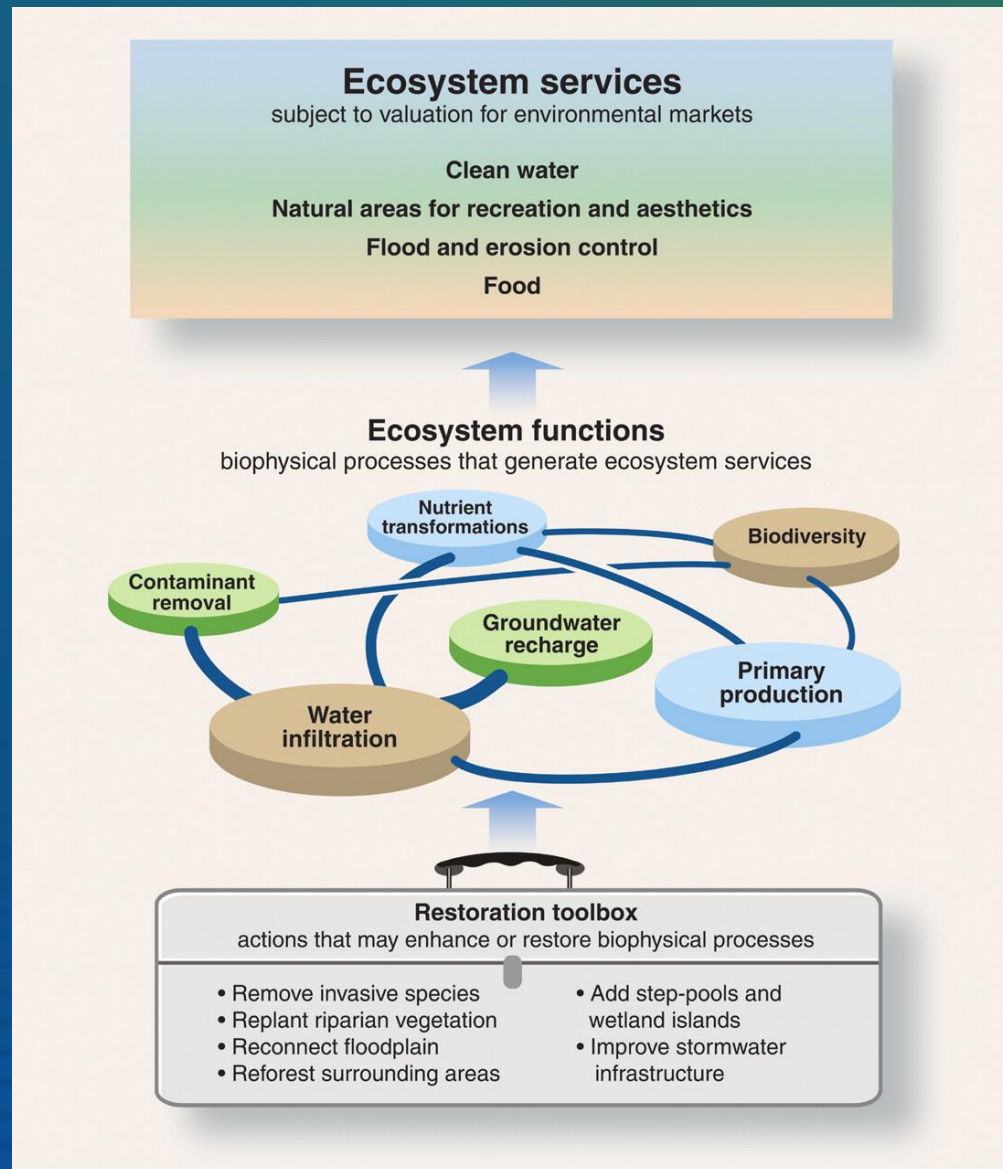 Ecosystem services
subject to valuation for environmental markets
Clean water
Natural areas for recreation and aesthetics
Flood and erosion control
Food
Ecosystem functions
biophysical processes that generate ecosystem services
Nutrient
transformations
Biodiversity
Contaminant
removal
Groundwater
recharge
Primary
production
Water
infiltration
Restoration toolbox
actions that may enhance or restore biophysical processes
• Remove invasive species
• Replant riparian vegetation
• Reconnect floodplain
• Reforest surrounding areas
• Add step-pools and
wetland islands
• Improve stormwater
infrastructure